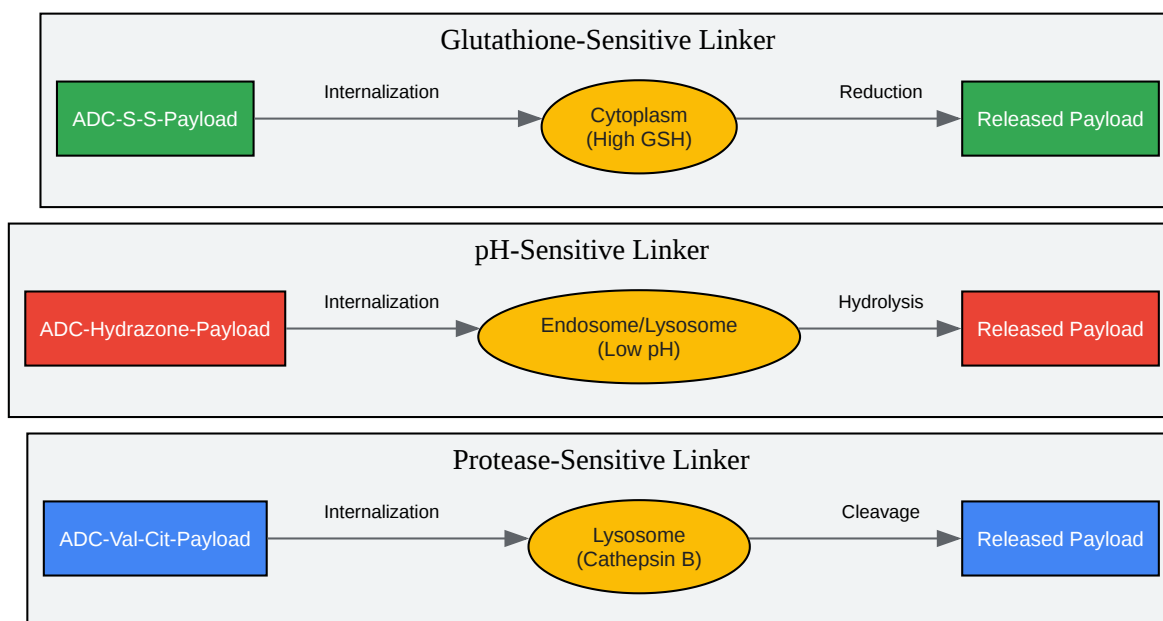 Glutathione-Sensitive Linker
ADC-S-S-Payload
Internalization
Cytoplasm
(High GSH)
Reduction
Released Payload
pH-Sensitive Linker
ADC-Hydrazone-Payload
Internalization
Endosome/Lysosome
(Low pH)
Hydrolysis
Released Payload
Protease-Sensitive Linker
ADC-Val-Cit-Payload
Internalization
Lysosome
(Cathepsin B)
Cleavage
Released Payload